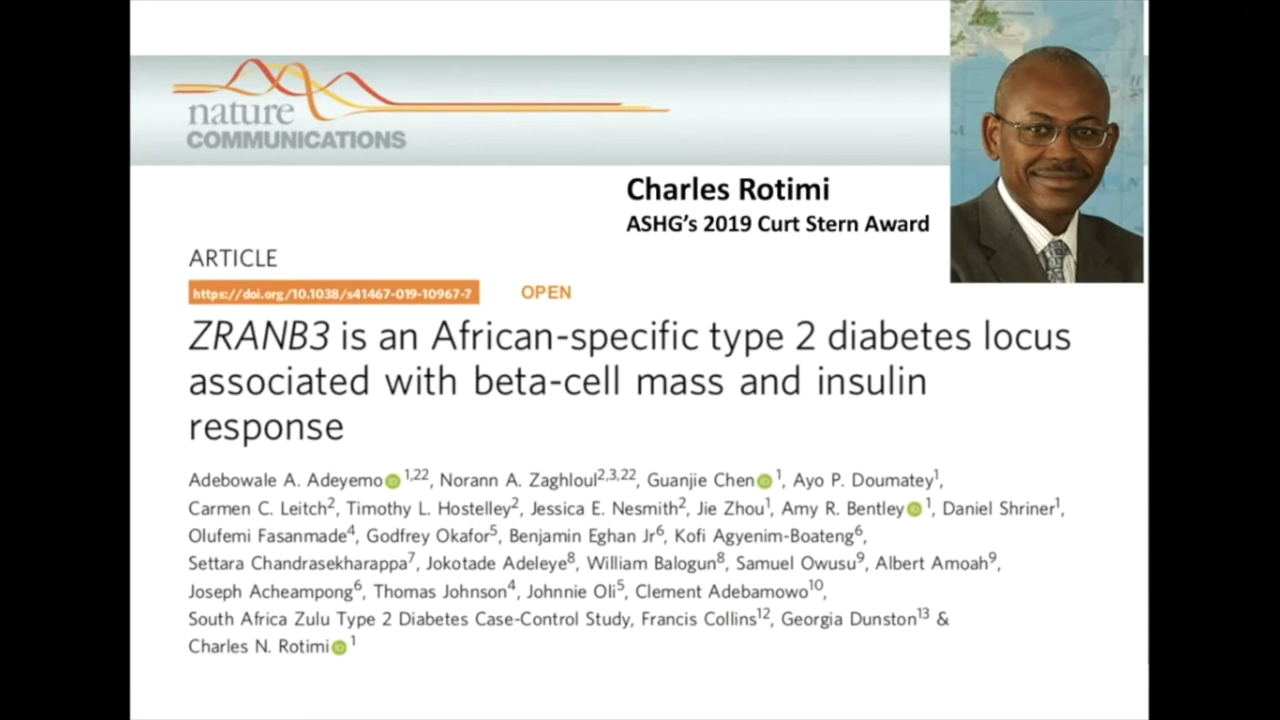 nature
COMMUNICATIONS
Charles Rotimi
ASHG's 2019 Curt Stern Award
ARTICLE
https://doi.org/10.1038/s41467-019-10967-7 OPEN
ZRANB3 is an African-specific type 2 diabetes locus
associated with beta-cell mass and insulin
response
Adebowale A. Adeyemo 1,22, Norann A. Zaghloul2,3,22, Guanjie Chen 1, Ayo P. Doumatey1,
Carmen C. Leitch2, Timothy L. Hostelley2, Jessica E. Nesmith2, Jie Zhou1, Amy R. Bentley 1, Daniel Shriner1,
Olufemi Fasanmade4, Godfrey Okafor5, Benjamin Eghan Jr6, Kofi Agyenim-Boateng6,
Settara Chandrasekharappa7, Jokotade Adeleye8, William Balogun8, Samuel Owusu9, Albert Amoah9,
Joseph Acheampong6, Thomas Johnson4, Johnnie Oli5, Clement Adebamowo10,
South Africa Zulu Type 2 Diabetes Case-Control Study, Francis Collins12, Georgia Dunston13 &
Charles N. Rotimi 1